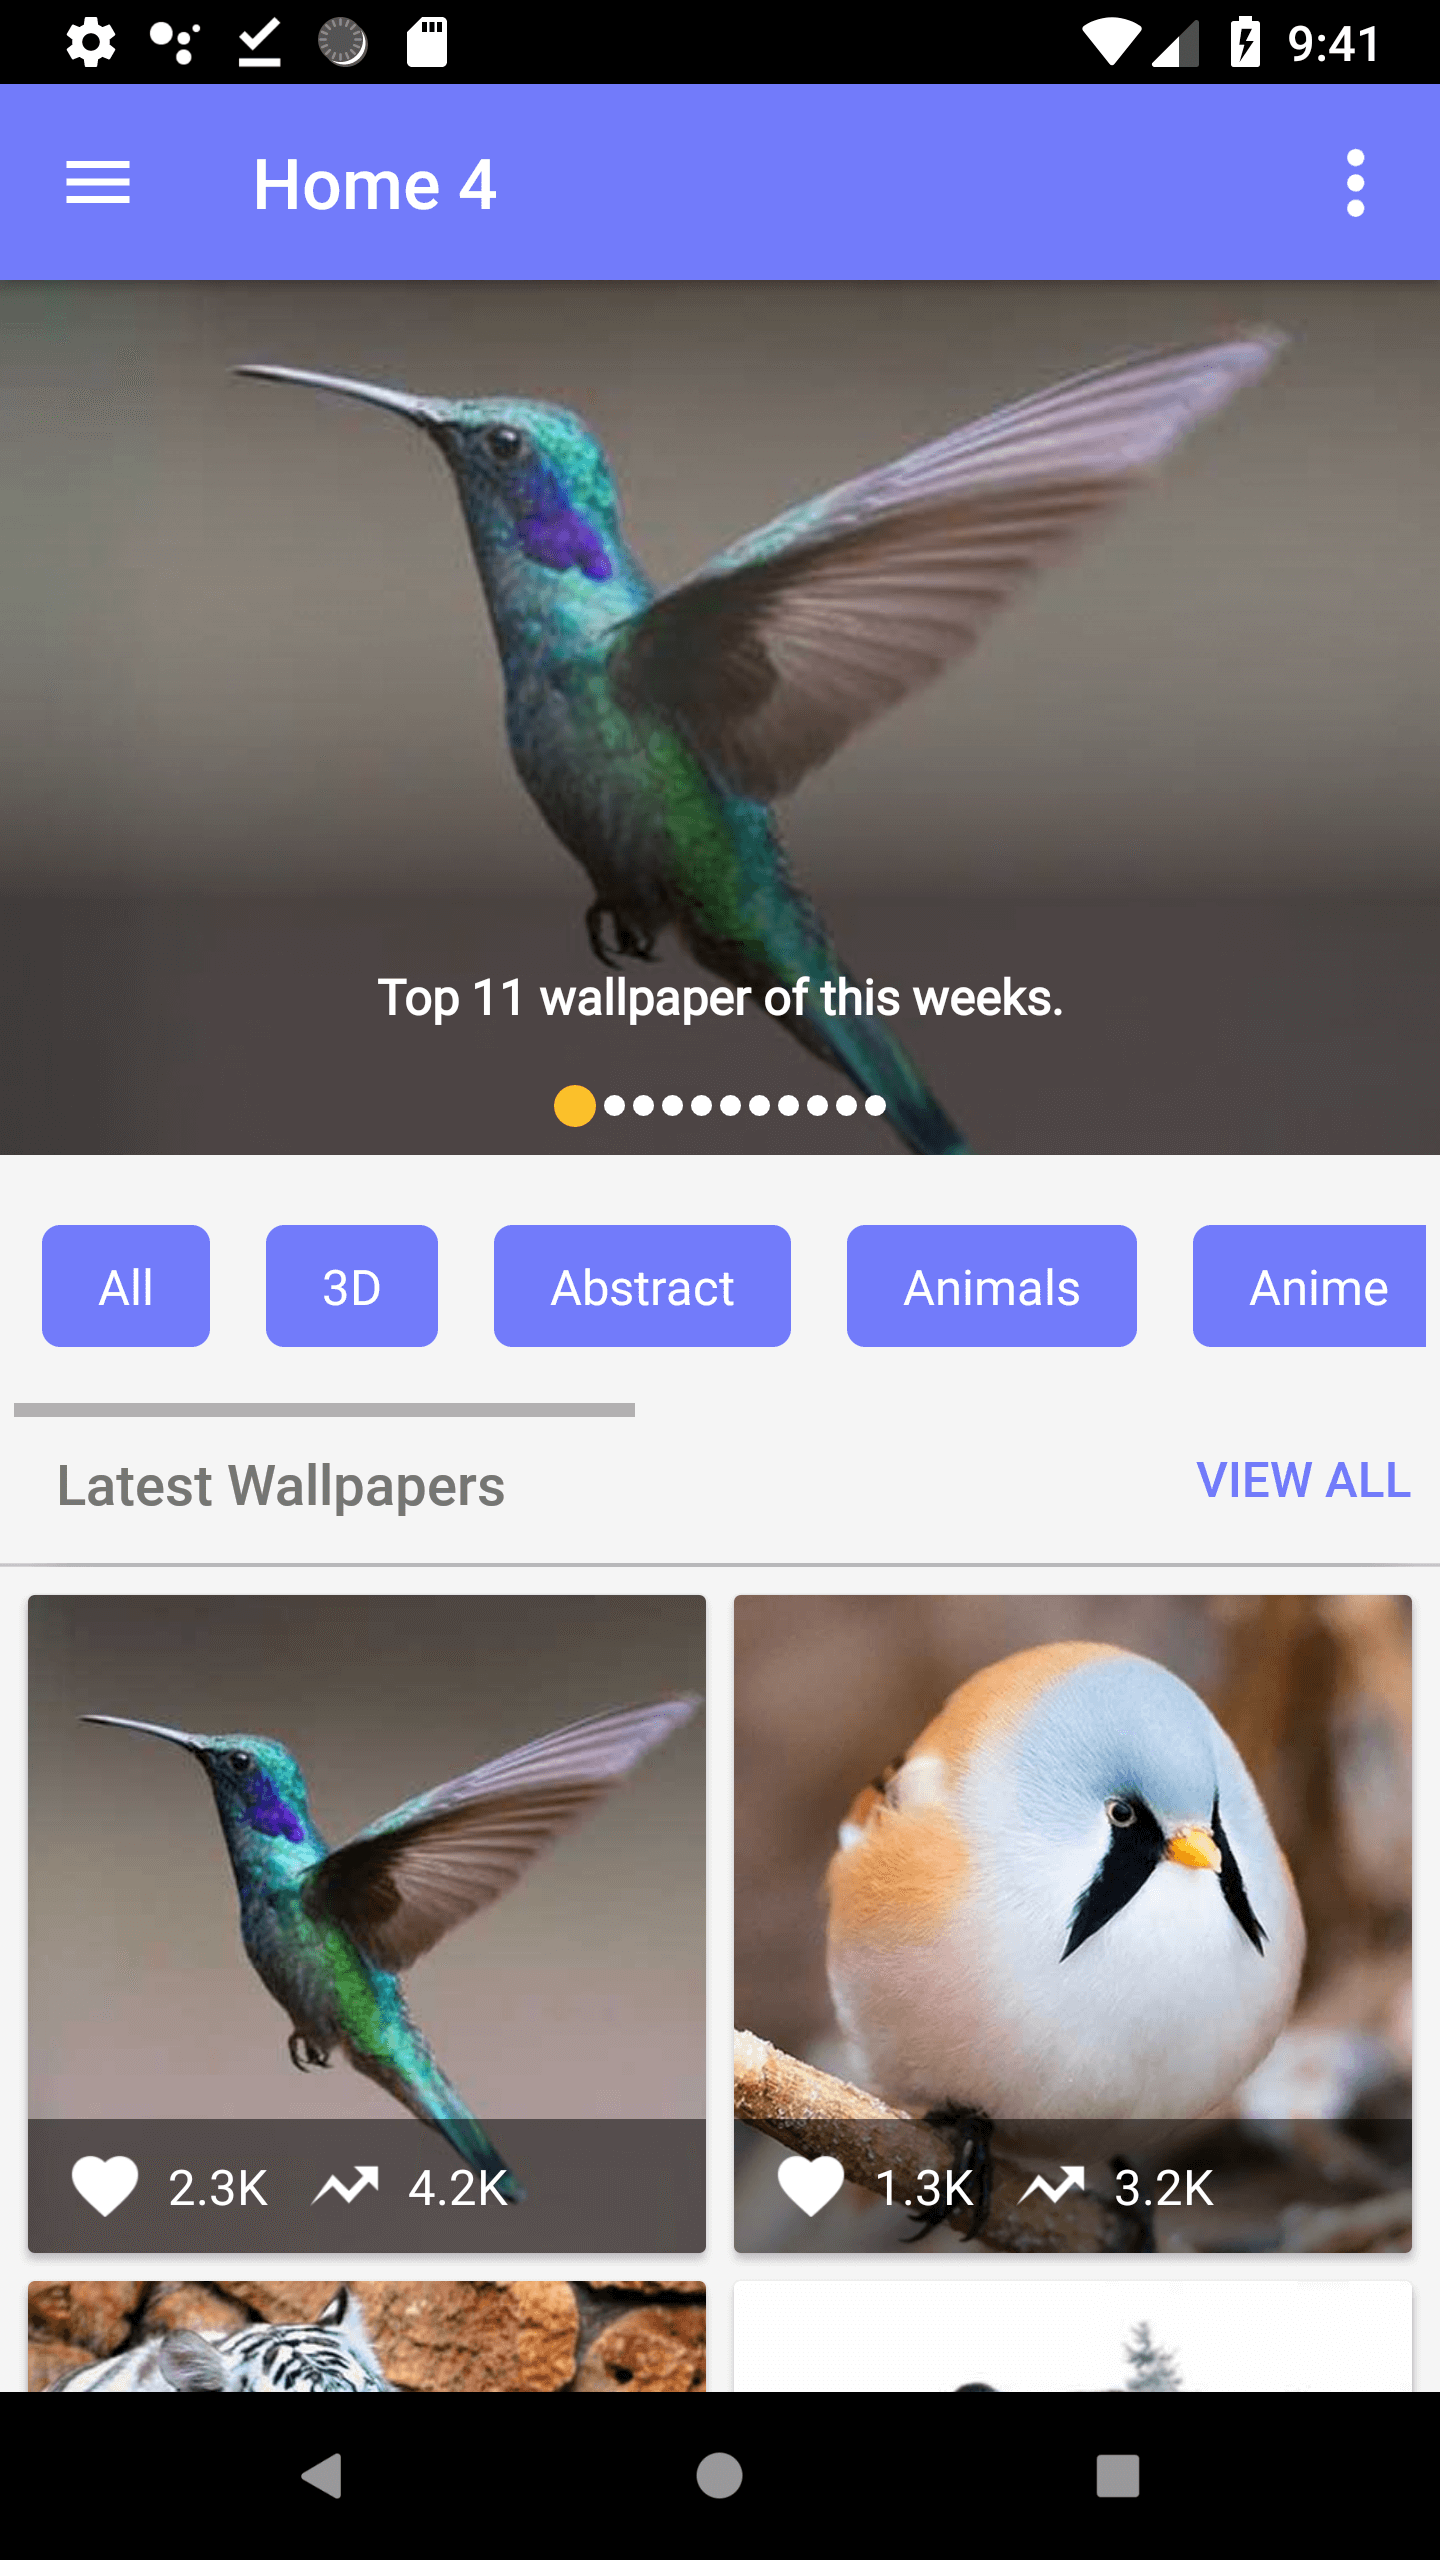 9:41
Home 4
Top 11 wallpaper of this weeks.
All 3D Abstract Animals Anime
Latest Wallpapers VIEW ALL
2.3K 4.2K 1.3K 3.2K